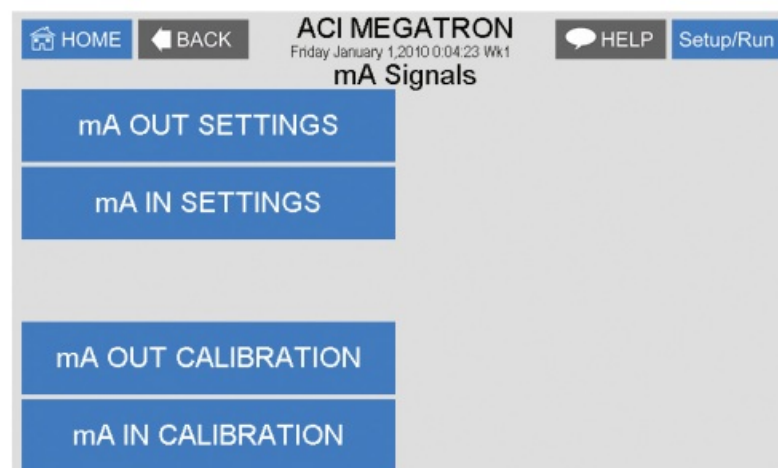 HOME BACK ACI MEGATRON HELP Setup/Run
Friday January 1,2010 0:04:23 Wk1
mA Signals
mA OUT SETTINGS
mA IN SETTINGS
mA OUT CALIBRATION
mA IN CALIBRATION